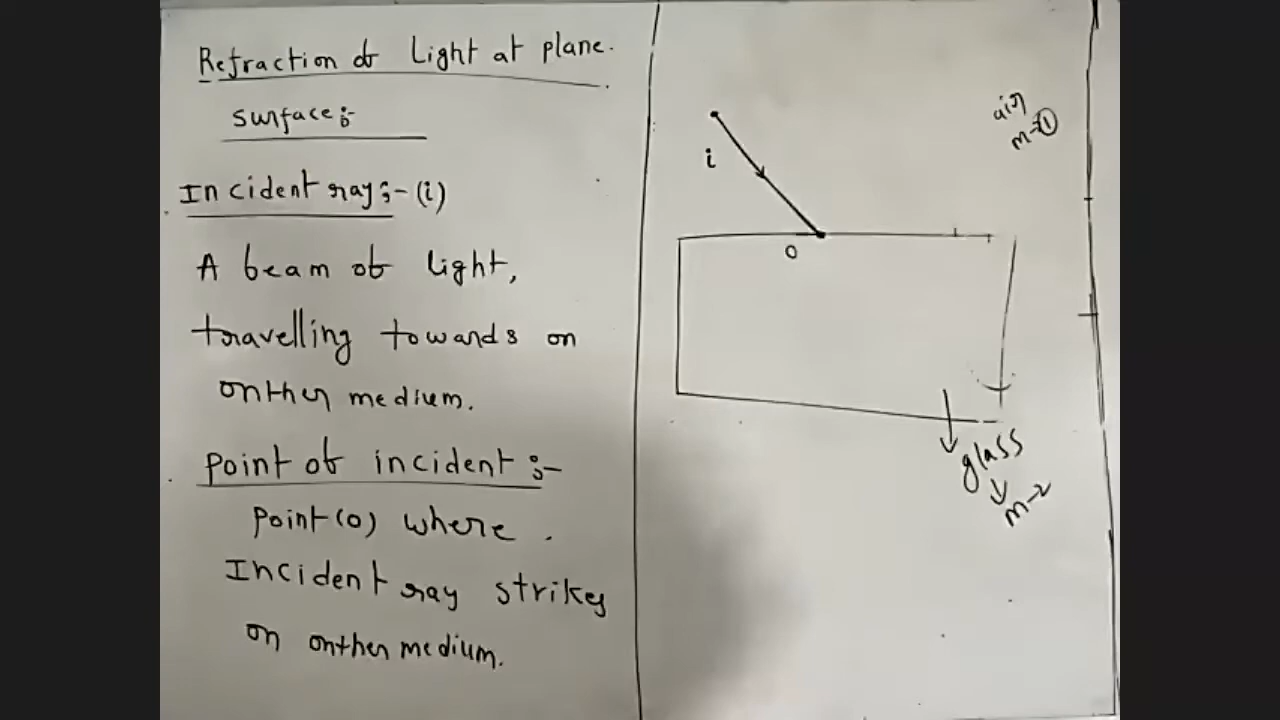 Refraction of Light at plane.
surface:-
Incident ray:-(i)
A beam of light,
travelling towards on
onther medium.
point of incident :-
point(o) where .
Incident ray strikes
on onther medium.
i
O
air
m-①
glass
m-2